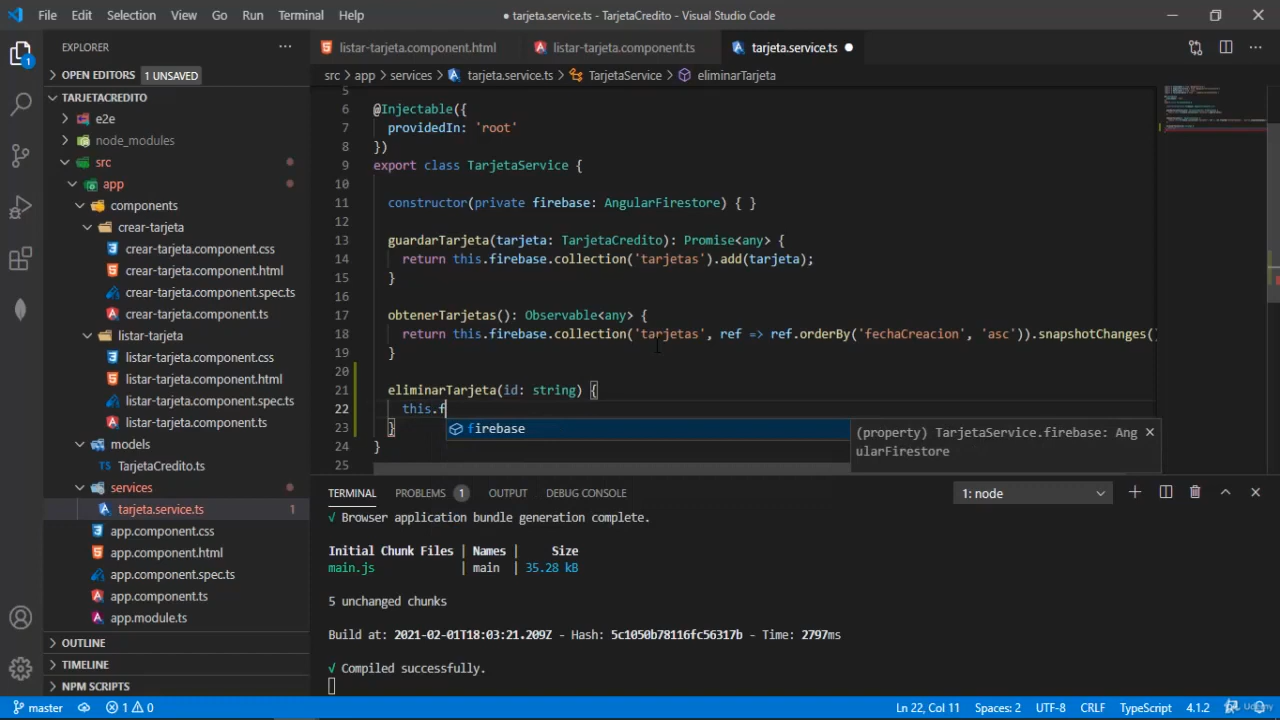 File Edit Selection View Go Run Terminal Help
● tarjeta.service.ts - TarjetaCredito - Visual Studio Code
EXPLORER
OPEN EDITORS 1 UNSAVED
TARJETACREDITO
e2e
node_modules
src
app
components
crear-tarjeta
crear-tarjeta.component.css
crear-tarjeta.component.html
crear-tarjeta.component.spec.ts
crear-tarjeta.component.ts
listar-tarjeta
listar-tarjeta.component.css
listar-tarjeta.component.html
listar-tarjeta.component.spec.ts
listar-tarjeta.component.ts
models
TarjetaCredito.ts
services
tarjeta.service.ts 1
app.component.css
app.component.html
app.component.spec.ts
app.component.ts
app.module.ts
OUTLINE
TIMELINE
NPM SCRIPTS
listar-tarjeta.component.html listar-tarjeta.component.ts tarjeta.service.ts
src > app > services > tarjeta.service.ts > TarjetaService > eliminarTarjeta
5
6 @Injectable({
7 providedIn: 'root'
8 })
9 export class TarjetaService {
10
11 constructor(private firebase: AngularFirestore) { }
12
13 guardarTarjeta(tarjeta: TarjetaCredito): Promise<any> {
14 return this.firebase.collection('tarjetas').add(tarjeta);
15 }
16
17 obtenerTarjetas(): Observable<any> {
18 return this.firebase.collection('tarjetas', ref => ref.orderBy('fechaCreacion', 'asc')).snapshotChanges()
19 }
20
21 eliminarTarjeta(id: string) {
22 this.f
23 }
24 }
25
firebase
(property) TarjetaService.firebase: Ang
ularFirestore
TERMINAL PROBLEMS 1 OUTPUT DEBUG CONSOLE 1: node
√ Browser application bundle generation complete.
Initial Chunk Files | Names | Size
main.js | main | 35.28 kB
5 unchanged chunks
Build at: 2021-02-01T18:03:21.209Z - Hash: 5c1050b78116fc56317b - Time: 2797ms
√ Compiled successfully.
master 1 0 Ln 22, Col 11 Spaces: 2 UTF-8 CRLF TypeScript 4.1.2
Udemy